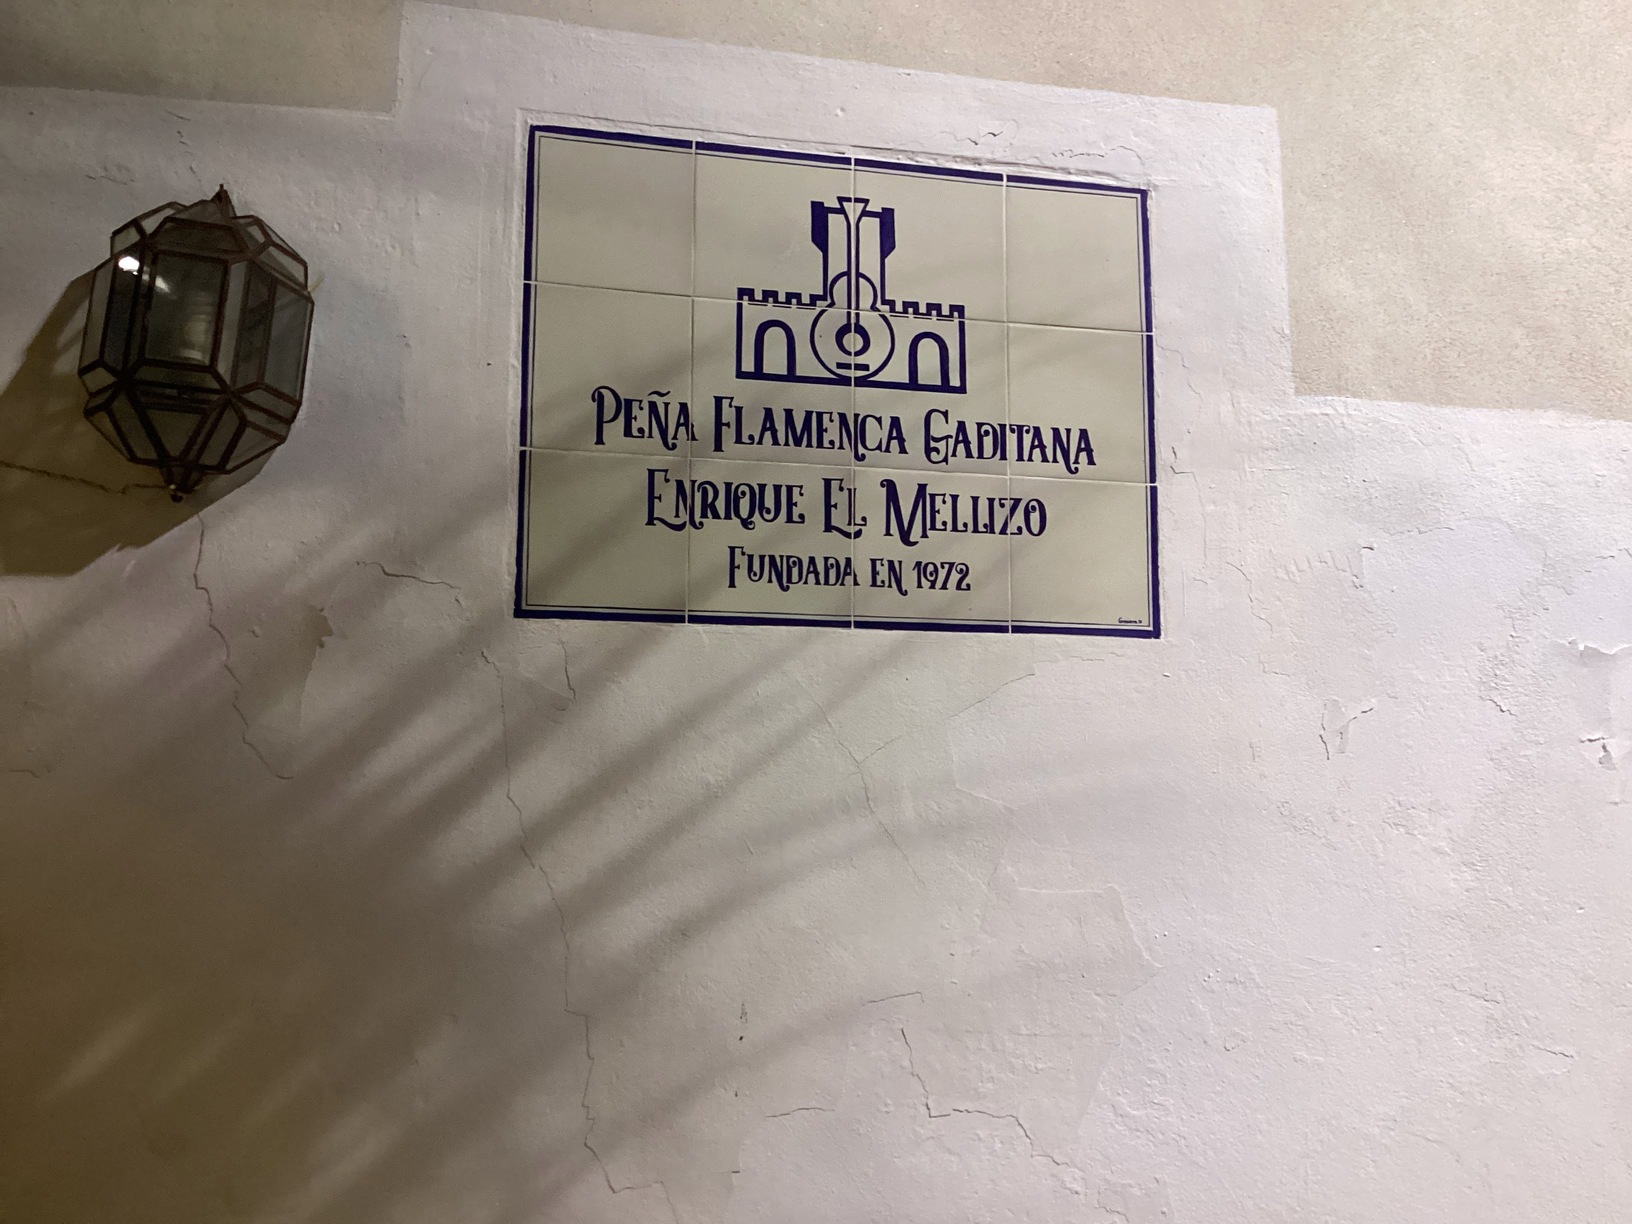 Peña Flamenca Gaditana
Enrique El Mellizo
Fundada en 1972